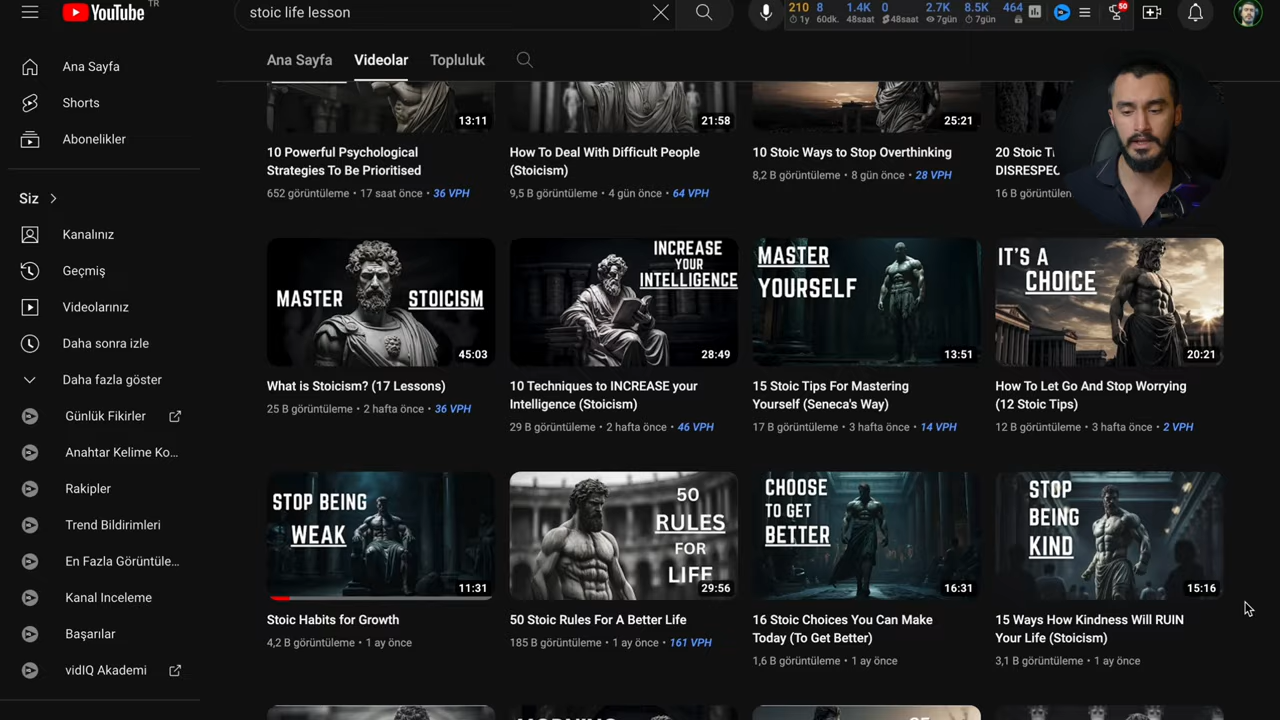 YouTube TR
stoic life lesson
210 8 1.4K 0 2.7K 8.5K 464 50
1y 60dk. 48saat 48saat 7gün 7gün
Ana Sayfa Videolar Topluluk
Ana Sayfa
Shorts
Abonelikler
Siz
Kanalınız
Geçmiş
Videolarınız
Daha sonra izle
Daha fazla göster
Günlük Fikirler
Anahtar Kelime Ko...
Rakipler
Trend Bildirimleri
En Fazla Görüntüle...
Kanal Inceleme
Başarılar
vidIQ Akademi
13:11
10 Powerful Psychological
Strategies To Be Prioritised
652 görüntüleme • 17 saat önce • 36 VPH
21:58
How To Deal With Difficult People
(Stoicism)
9,5 B görüntüleme • 4 gün önce • 64 VPH
25:21
10 Stoic Ways to Stop Overthinking
8,2 B görüntüleme • 8 gün önce • 28 VPH
20 Stoic
16 B
MASTER STOICISM
45:03
What is Stoicism? (17 Lessons)
25 B görüntüleme • 2 hafta önce • 36 VPH
INCREASE
YOUR
INTELLIGENCE
28:49
10 Techniques to INCREASE your
Intelligence (Stoicism)
29 B görüntüleme • 2 hafta önce • 46 VPH
MASTER
YOURSELF
13:51
15 Stoic Tips For Mastering
Yourself (Seneca's Way)
17 B görüntüleme • 3 hafta önce • 14 VPH
IT'S A
CHOICE
20:21
How To Let Go And Stop Worrying
(12 Stoic Tips)
12 B görüntüleme • 3 hafta önce • 2 VPH
STOP BEING
WEAK
11:31
Stoic Habits for Growth
4,2 B görüntüleme • 1 ay önce
50
RULES
FOR
LIFE
29:56
50 Stoic Rules For A Better Life
185 B görüntüleme • 1 ay önce • 161 VPH
CHOOSE
TO GET
BETTER
16:31
16 Stoic Choices You Can Make
Today (To Get Better)
1,6 B görüntüleme • 1 ay önce
STOP
BEING
KIND
15:16
15 Ways How Kindness Will RUIN
Your Life (Stoicism)
3,1 B görüntüleme • 1 ay önce